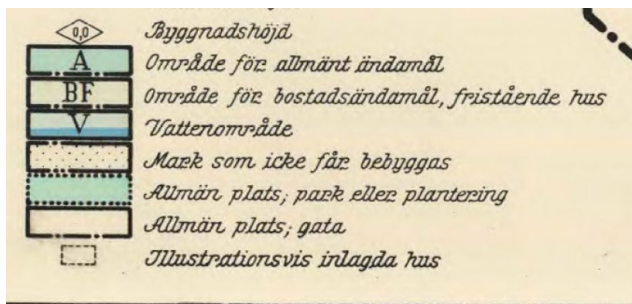 0,0 Byggnadshöjd
A Område för allmänt ändamål
BF Område för bostadsändamål, fristående hus
V Vattenområde
Mark som icke får bebyggas
Allmän plats; park eller plantering
Allmän plats; gata
Illustrationsvis inlagda hus